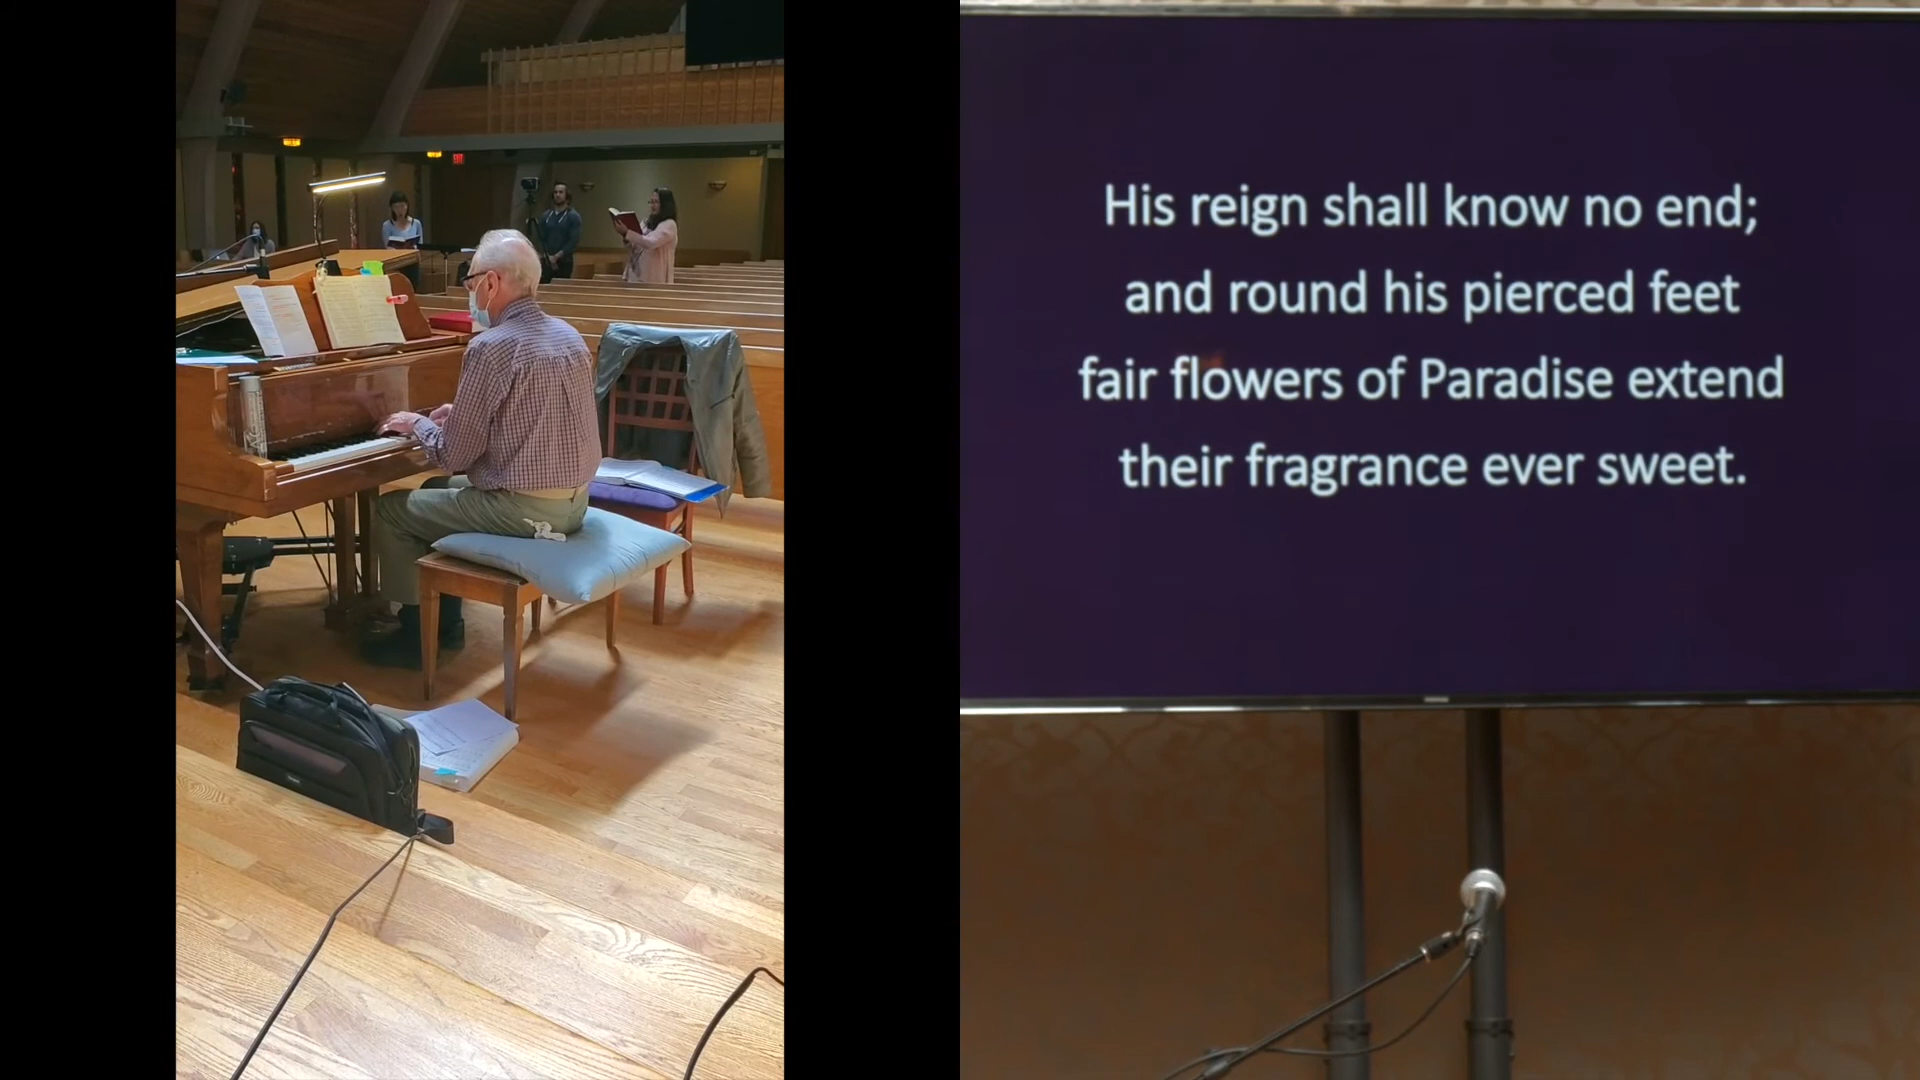 His reign shall know no end;
and round his pierced feet
fair flowers of Paradise extend
their fragrance ever sweet.